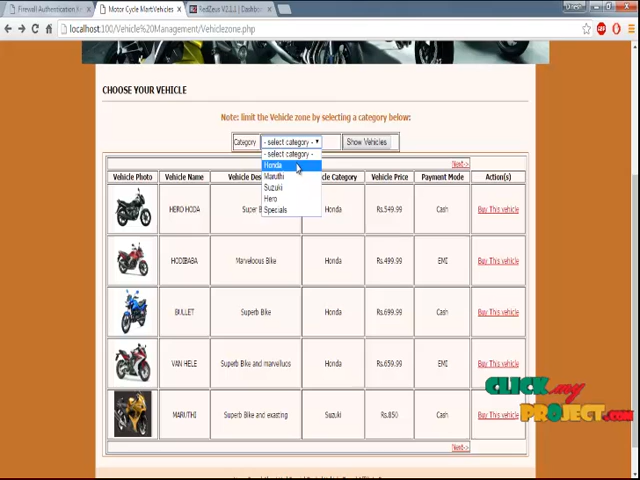 Firewall Authentication Ke
Motor Cycle Mart-Vehicles
RedZeus V2.1.1 | Dashboa
Dinesh
localhost:100/Vehicle%20Management/Vehiclezone.php
CHOOSE YOUR VEHICLE
Note: limit the Vehicle zone by selecting a category below:
Category - select category - Show Vehicles
- select category -
Honda
Maruthi
Suzuki
Hero
Specials
Next->
Vehicle Photo Vehicle Name Vehicle Des le Category Vehicle Price Payment Mode Action(s)
HERO HODA Super B Honda Rs.549.99 Cash Buy This vehicle
HODIBABA Marvelous Bike Honda Rs.499.99 EMI Buy This vehicle
BULLET Superb Bike Honda Rs.699.99 Cash Buy This vehicle
VAN HELE Superb Bike and marvelluos Honda Rs.659.99 EMI Buy This vehicle
MARUTHI Superb Bike and exasting Suzuki Rs.850 Cash Buy This vehicle
Next->
CLICK my
PROJECT.COM